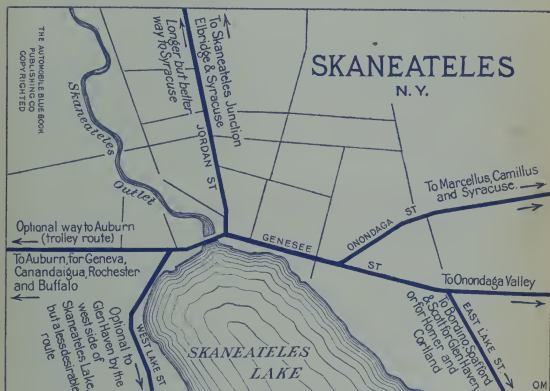 THE AUTOMOBILE BLUE BOOK
PUBLISHING CO.
COPYRIGHTED
Skaneateles
Outlet
Longer but better
way to Syracuse
To Skaneateles Junction
Elbridge & Syracuse
JORDAN ST
SKANEATELES
N.Y.
To Marcellus, Camillus
and Syracuse.
ONONDAGA ST
GENESEE ST
Optional way to Auburn
(trolley route)
To Auburn, for Geneva,
Canandaigua, Rochester
and Buffalo
To Onondaga Valley
Optional to
Glen Haven by the
west side of
Skaneateles Lake,
but a less desirable
route
WEST LAKE ST
SKANEATELES
LAKE
EAST LAKE ST
To Bordino, Spafford
& Scott for Glen Haven
or for Homer and
Cortland